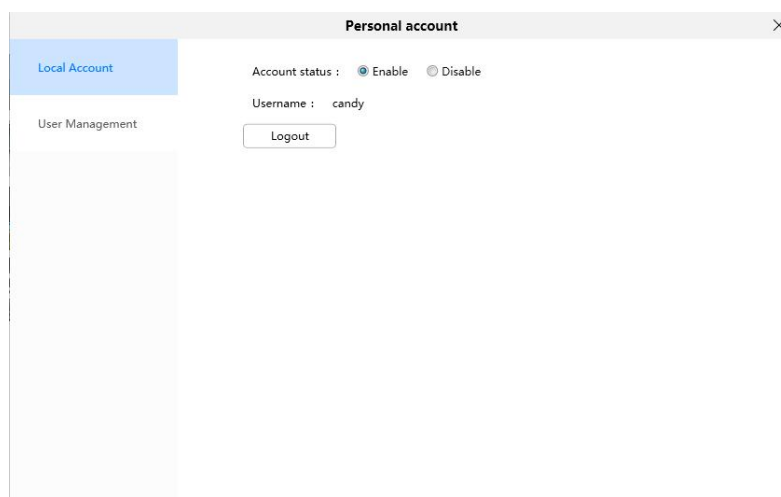 Personal account
Local Account
Account status : Enable Disable
Username : candy
User Management
Logout